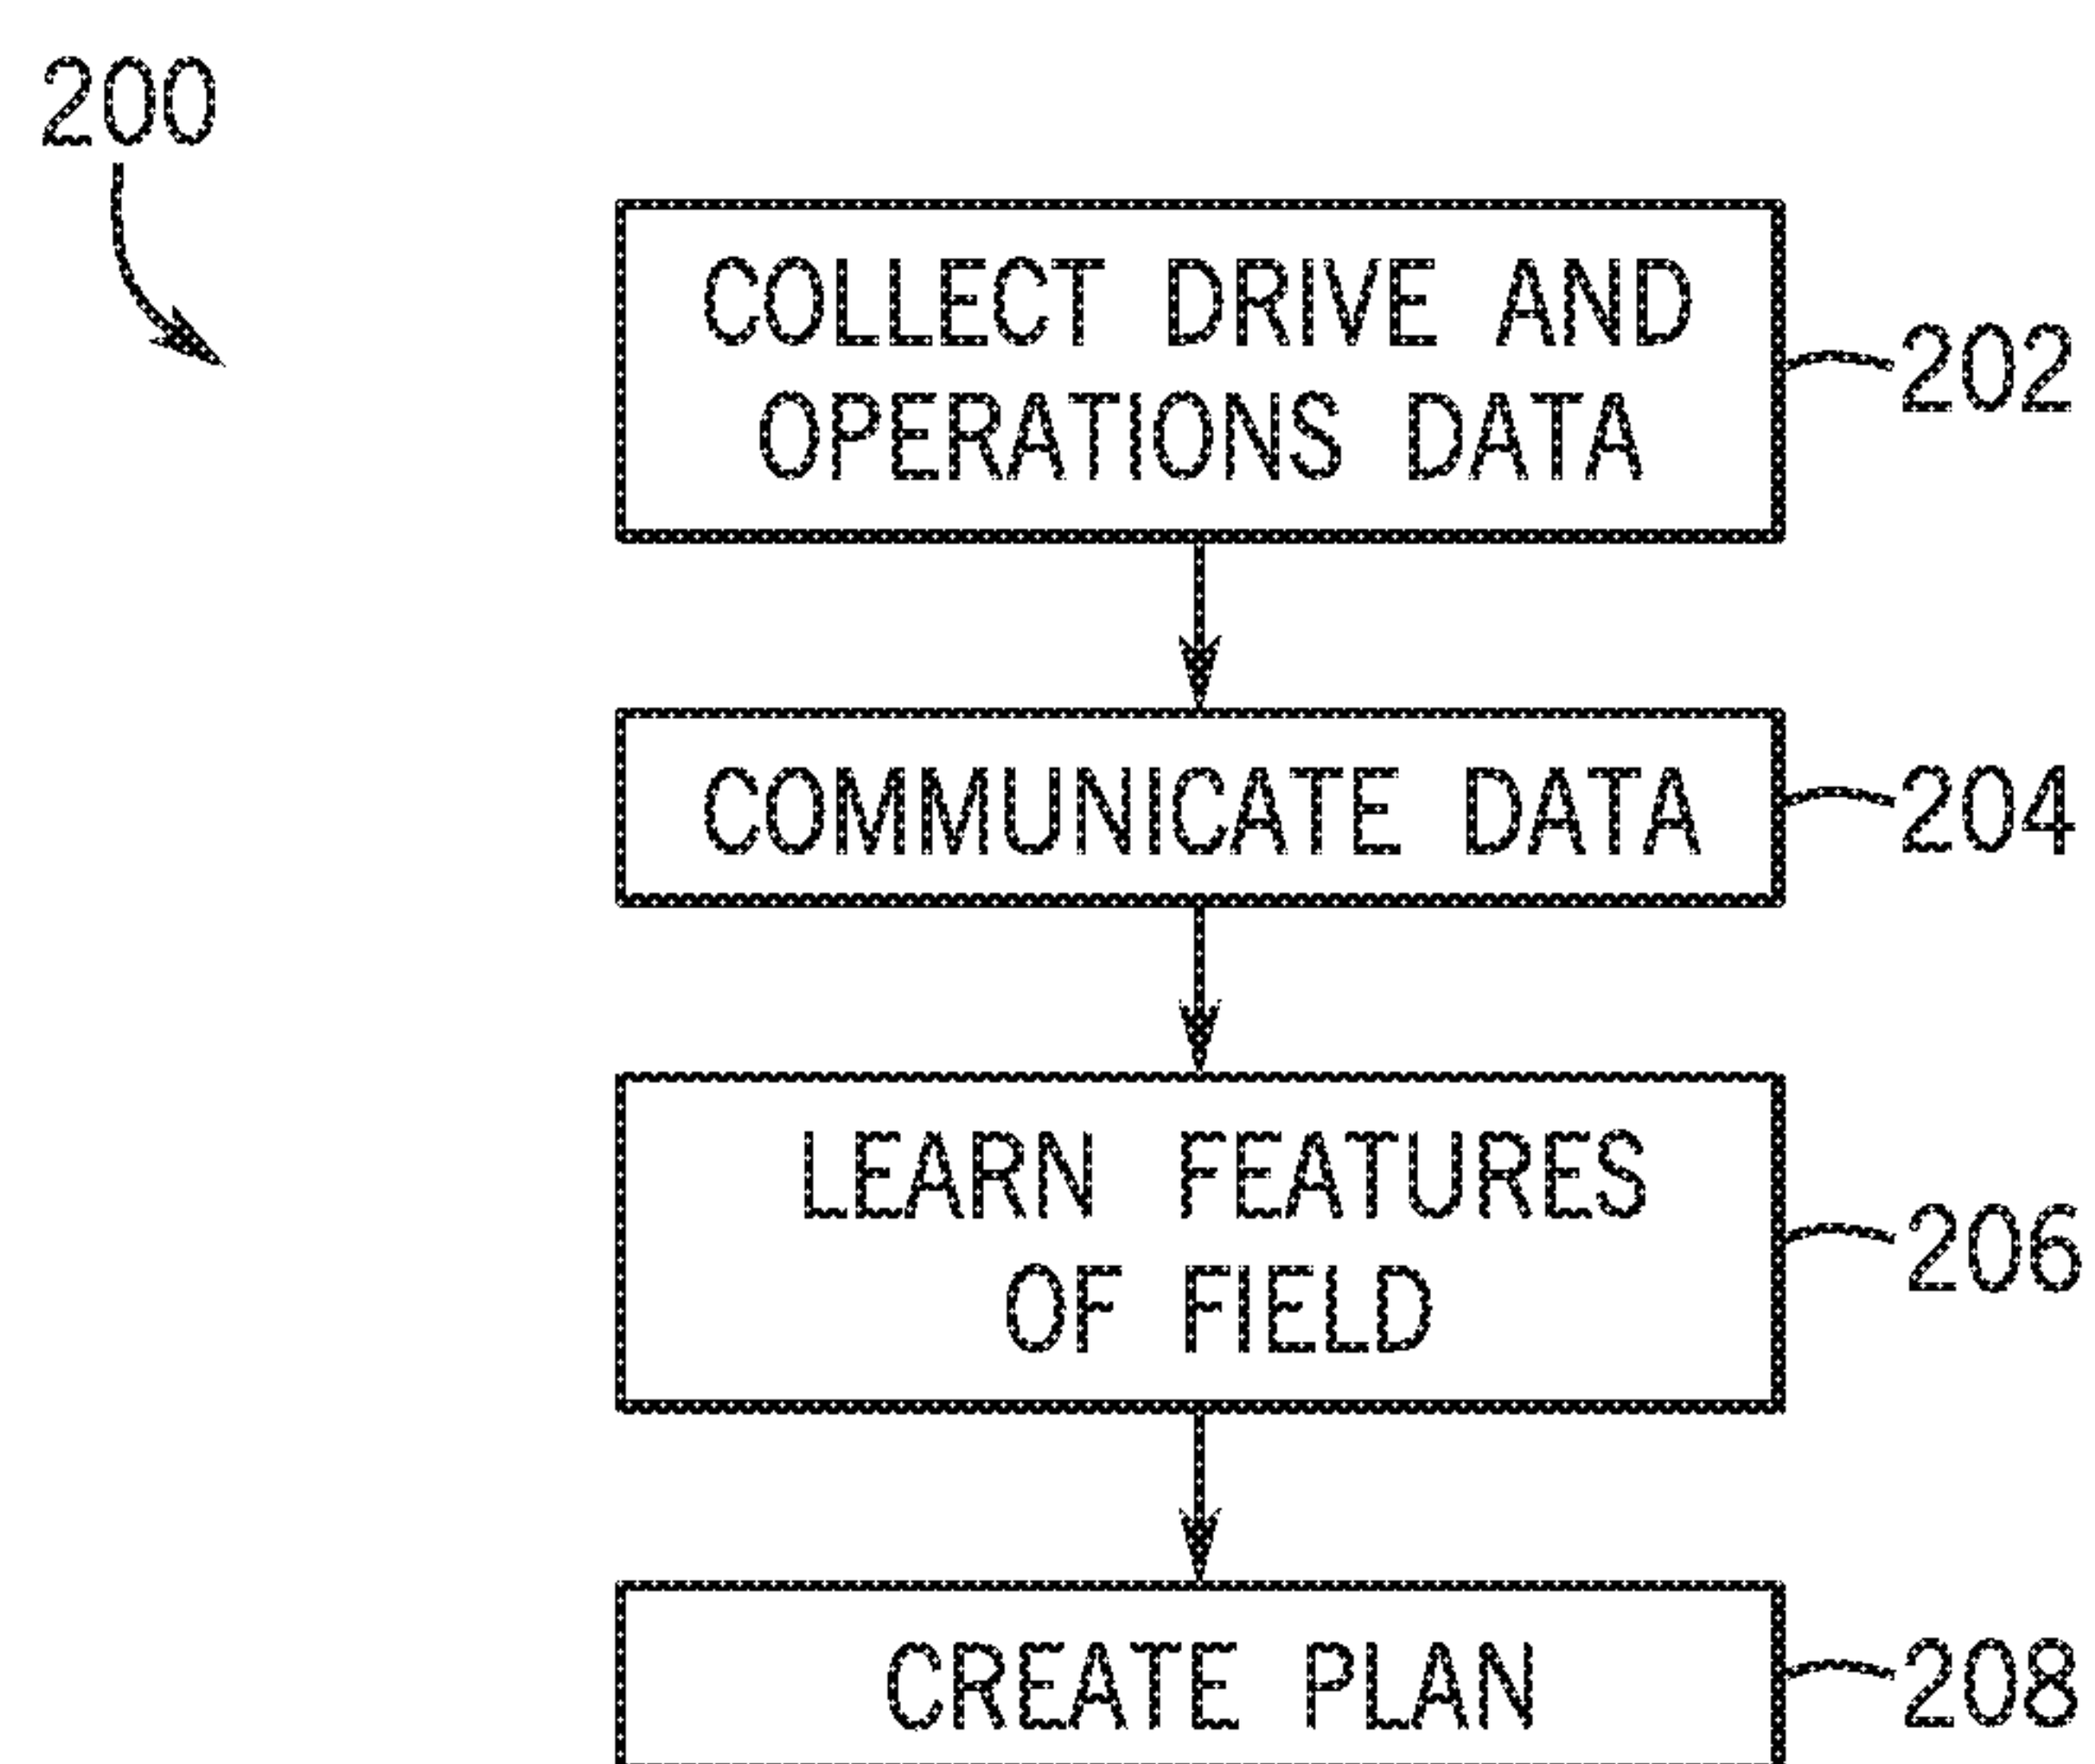 200
COLLECT DRIVE AND
OPERATIONS DATA
202
COMMUNICATE DATA
204
LEARN FEATURES
OF FIELD
206
CREATE PLAN
208